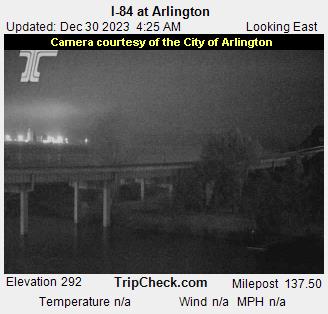 I-84 at Arlington
Updated: Dec 30 2023 4:25 AM Looking East
Camera courtesy of the City of Arlington
Elevation 292 TripCheck.com Milepost 137.50
Temperature n/a Wind n/a MPH n/a